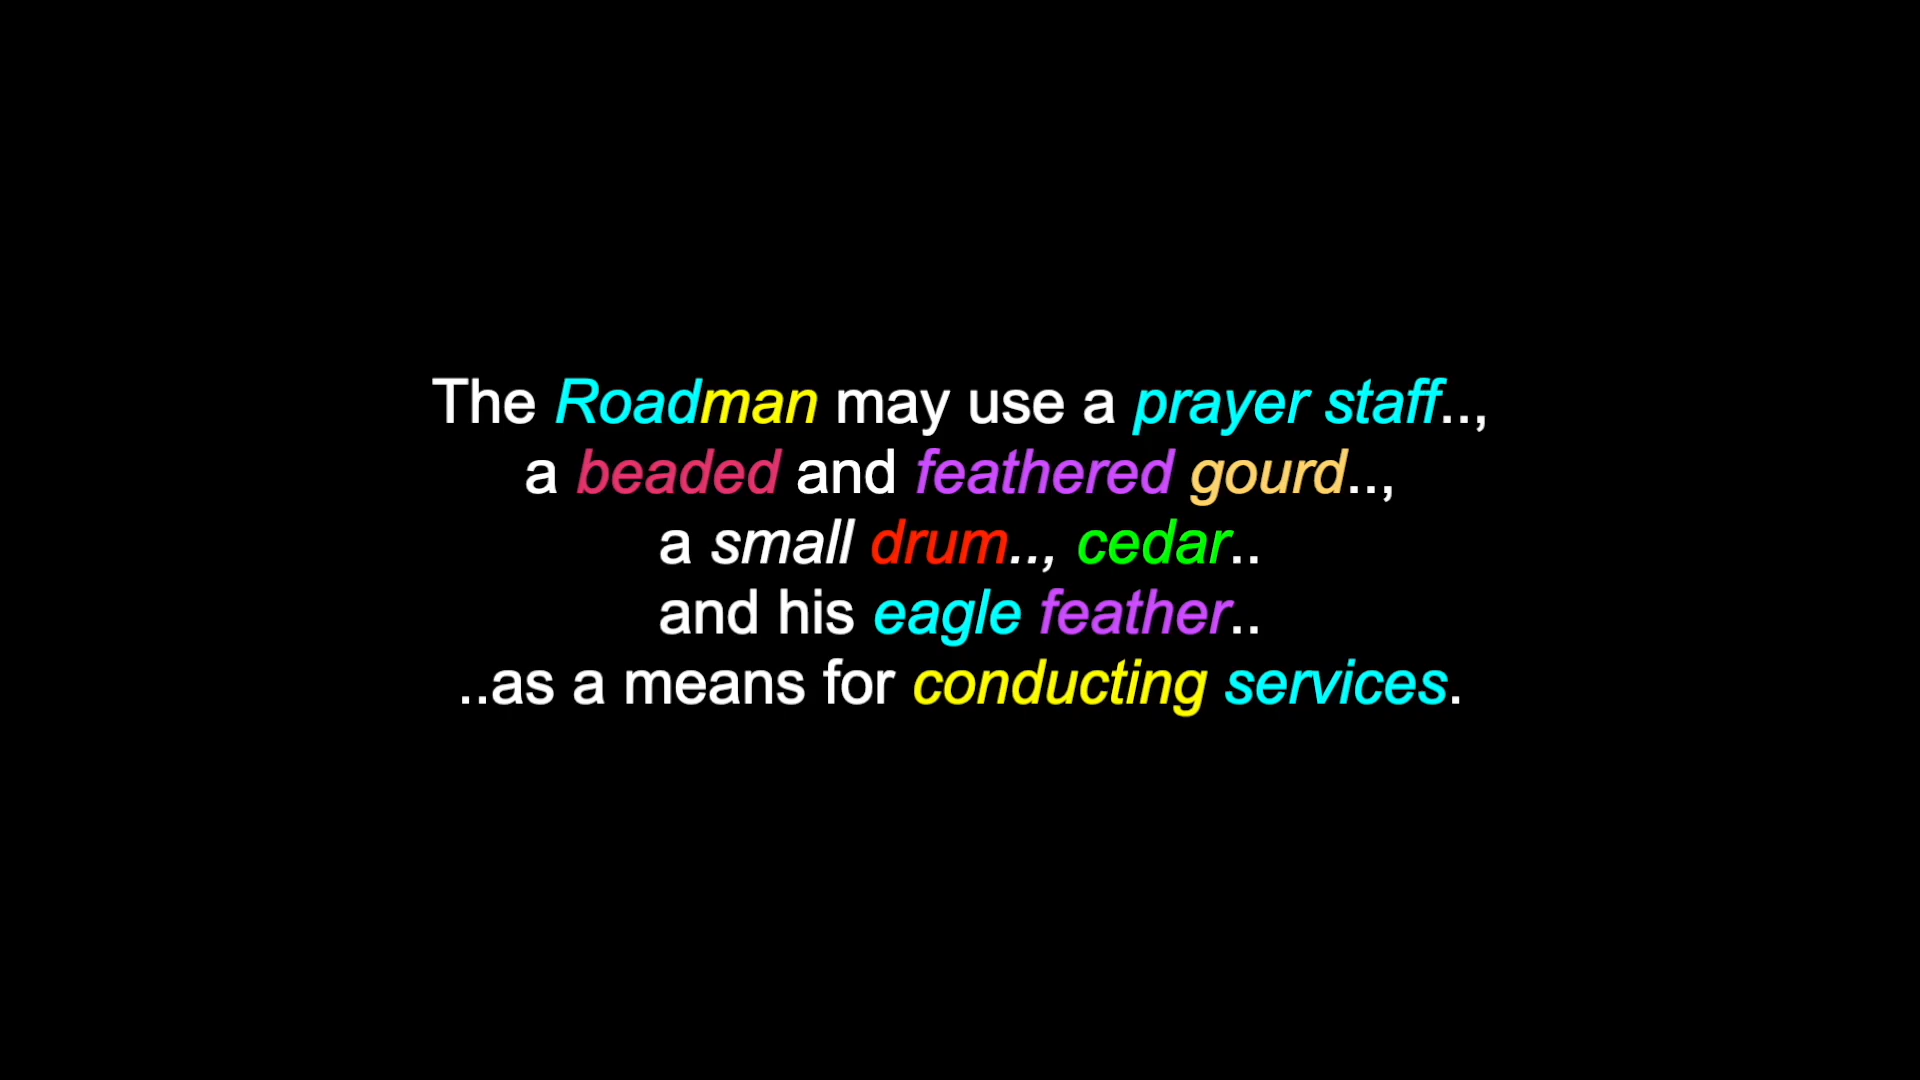 The Roadman may use a prayer staff..,
a beaded and feathered gourd..,
a small drum.., cedar..
and his eagle feather..
..as a means for conducting services.